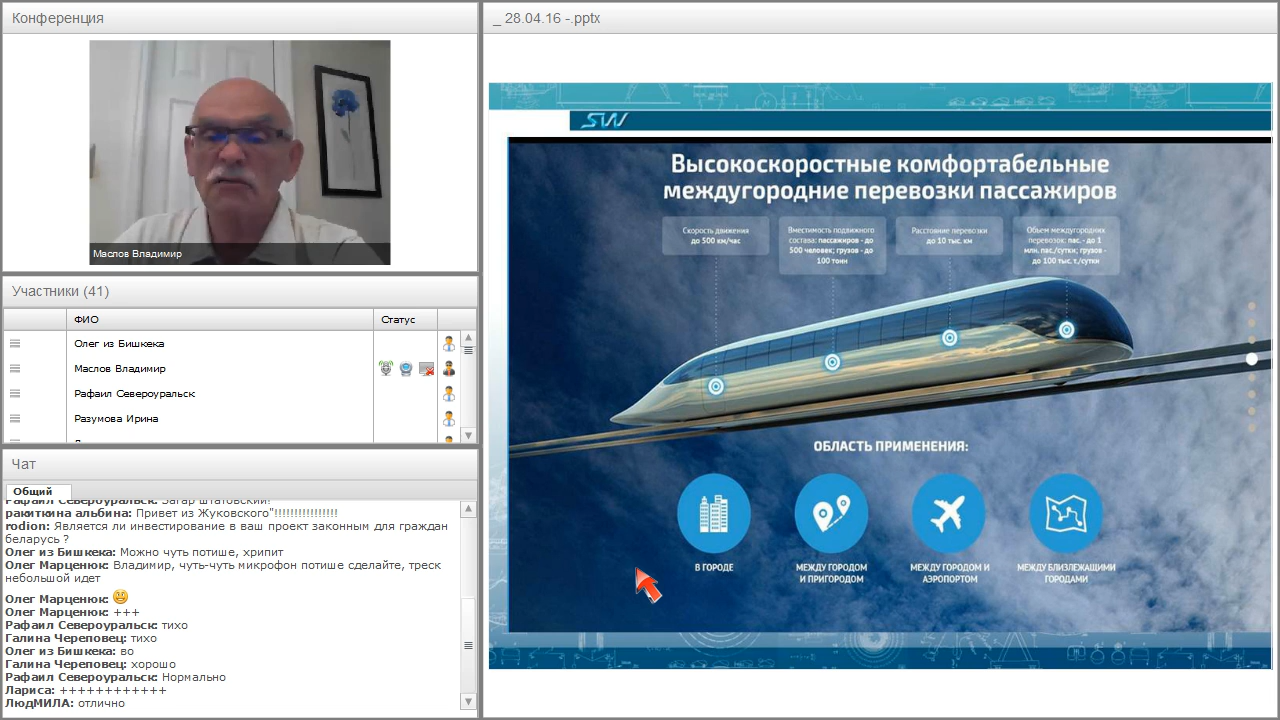 Конференция
Маслов Владимир
Участники (41)
ФИО
Статус
Олег из Бишкека
Маслов Владимир
Рафаил Североуральск
Разумова Ирина
Чат
Общий
Рафаил Североуральск: Загар штатовский!
ракиткина альбина: Привет из Жуковского"!!!!!!!!!!!!!!!
rodion: Является ли инвестирование в ваш проект законным для граждан
беларусь ?
Олег из Бишкека: Можно чуть потише, хрипит
Олег Марценюк: Владимир, чуть-чуть микрофон потише сделайте, треск
небольшой идет
Олег Марценюк:
Олег Марценюк: +++
Рафаил Североуральск: тихо
Галина Череповец: тихо
Олег из Бишкека: во
Галина Череповец: хорошо
Рафаил Североуральск: Нормально
Лариса: ++++++++++++
ЛюдМИЛА: отлично
_ 28.04.16 -.pptx
SW
Высокоскоростные комфортабельные
междугородние перевозки пассажиров
Скорость движения
до 500 км/час
Вместимость подвижного
состава: пассажиров - до
500 человек; грузов - до
100 тонн
Расстояние перевозки
до 10 тыс. км
Объем междугородних
перевозок: пас. - до 1
млн. пас./сутки; грузов -
до 100 тыс. т./сутки
ОБЛАСТЬ ПРИМЕНЕНИЯ:
В ГОРОДЕ
МЕЖДУ ГОРОДОМ
И ПРИГОРОДОМ
МЕЖДУ ГОРОДОМ И
АЭРОПОРТОМ
МЕЖДУ БЛИЗЛЕЖАЩИМИ
ГОРОДАМИ